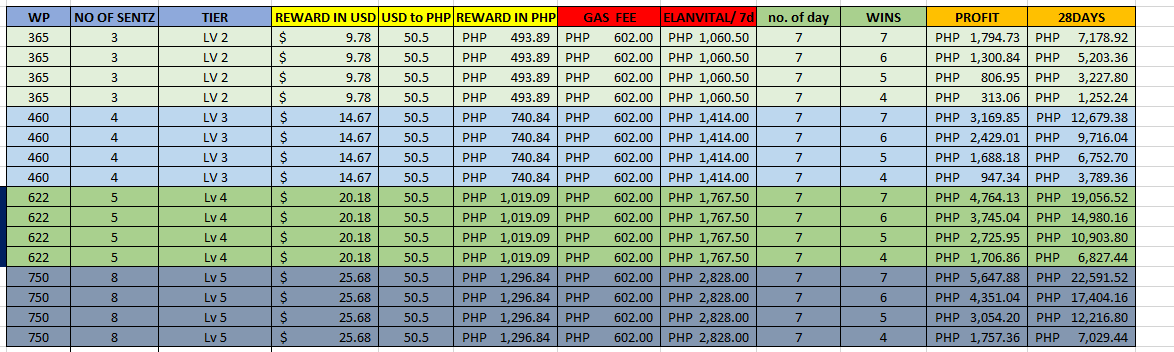 WP NO OF SENTZ TIER REWARD IN USD USD to PHP REWARD IN PHP GAS FEE ELANVITAL/ 7d no. of day WINS PROFIT 28DAYS
365 3 LV 2 $ 9.78 50.5 PHP 493.89 PHP 602.00 PHP 1,060.50 7 7 PHP 1,794.73 PHP 7,178.92
365 3 LV 2 $ 9.78 50.5 PHP 493.89 PHP 602.00 PHP 1,060.50 7 6 PHP 1,300.84 PHP 5,203.36
365 3 LV 2 $ 9.78 50.5 PHP 493.89 PHP 602.00 PHP 1,060.50 7 5 PHP 806.95 PHP 3,227.80
365 3 LV 2 $ 9.78 50.5 PHP 493.89 PHP 602.00 PHP 1,060.50 7 4 PHP 313.06 PHP 1,252.24
460 4 LV 3 $ 14.67 50.5 PHP 740.84 PHP 602.00 PHP 1,414.00 7 7 PHP 3,169.85 PHP 12,679.38
460 4 LV 3 $ 14.67 50.5 PHP 740.84 PHP 602.00 PHP 1,414.00 7 6 PHP 2,429.01 PHP 9,716.04
460 4 LV 3 $ 14.67 50.5 PHP 740.84 PHP 602.00 PHP 1,414.00 7 5 PHP 1,688.18 PHP 6,752.70
460 4 LV 3 $ 14.67 50.5 PHP 740.84 PHP 602.00 PHP 1,414.00 7 4 PHP 947.34 PHP 3,789.36
622 5 Lv 4 $ 20.18 50.5 PHP 1,019.09 PHP 602.00 PHP 1,767.50 7 7 PHP 4,764.13 PHP 19,056.52
622 5 Lv 4 $ 20.18 50.5 PHP 1,019.09 PHP 602.00 PHP 1,767.50 7 6 PHP 3,745.04 PHP 14,980.16
622 5 Lv 4 $ 20.18 50.5 PHP 1,019.09 PHP 602.00 PHP 1,767.50 7 5 PHP 2,725.95 PHP 10,903.80
622 5 Lv 4 $ 20.18 50.5 PHP 1,019.09 PHP 602.00 PHP 1,767.50 7 4 PHP 1,706.86 PHP 6,827.44
750 8 Lv 5 $ 25.68 50.5 PHP 1,296.84 PHP 602.00 PHP 2,828.00 7 7 PHP 5,647.88 PHP 22,591.52
750 8 Lv 5 $ 25.68 50.5 PHP 1,296.84 PHP 602.00 PHP 2,828.00 7 6 PHP 4,351.04 PHP 17,404.16
750 8 Lv 5 $ 25.68 50.5 PHP 1,296.84 PHP 602.00 PHP 2,828.00 7 5 PHP 3,054.20 PHP 12,216.80
750 8 Lv 5 $ 25.68 50.5 PHP 1,296.84 PHP 602.00 PHP 2,828.00 7 4 PHP 1,757.36 PHP 7,029.44